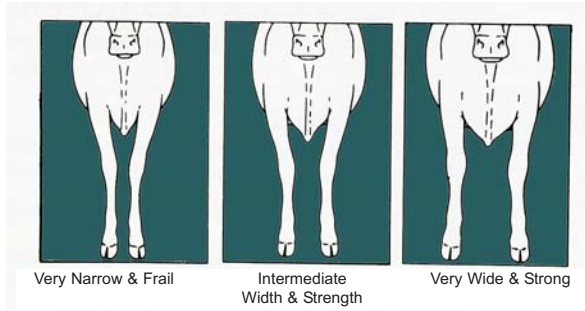 Very Narrow & Frail
Intermediate
Width & Strength
Very Wide & Strong